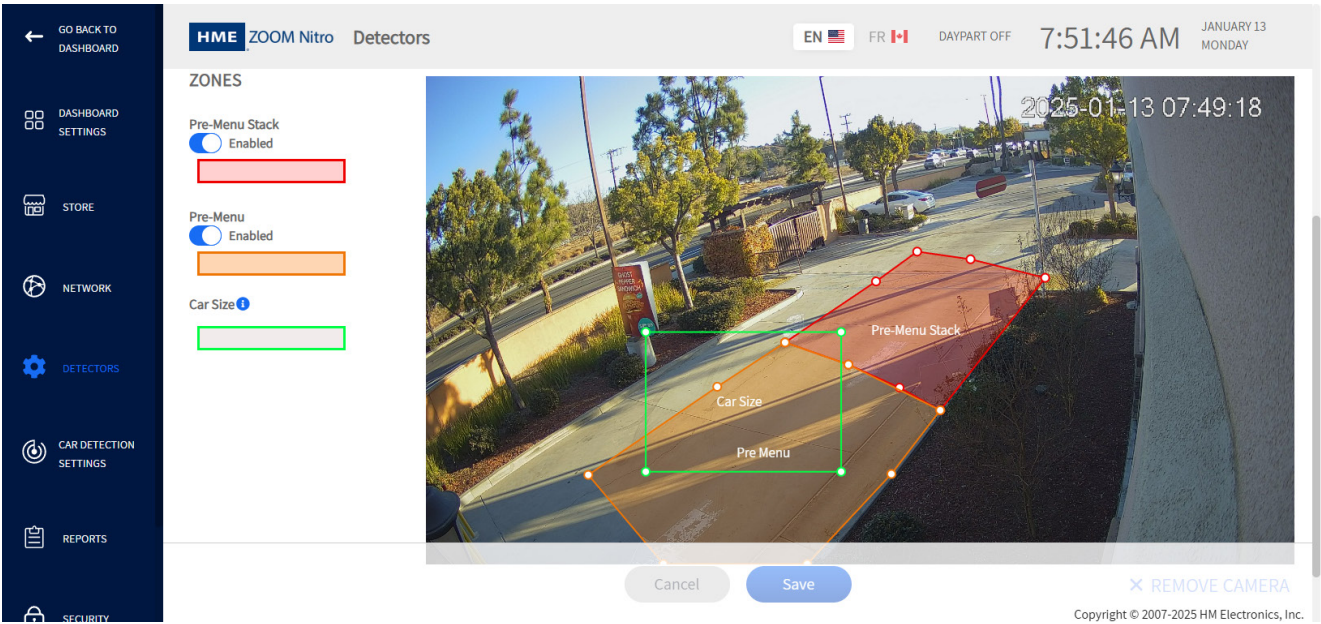 GO BACK TO
DASHBOARD
HME ZOOM Nitro Detectors
EN
FR
DAYPART OFF
7:51:46 AM
JANUARY 13
MONDAY
DASHBOARD
SETTINGS
STORE
NETWORK
DETECTORS
CAR DETECTION
SETTINGS
REPORTS
SECURITY
ZONES
Pre-Menu Stack
Enabled
Pre-Menu
Enabled
Car Size
2025-01-13 07:49:18
GHOST
PEPPER
SANDWICH
Pre-Menu Stack
Car Size
Pre Menu
Cancel
Save
REMOVE CAMERA
Copyright © 2007-2025 HM Electronics, Inc.